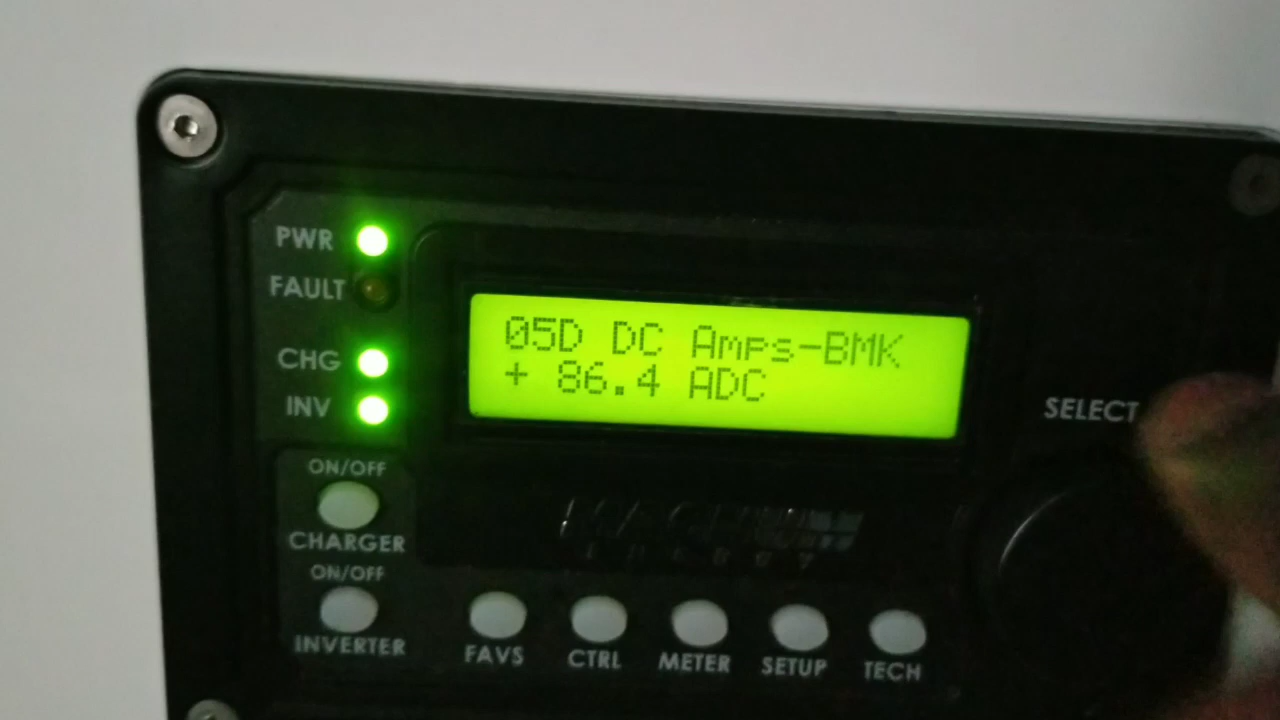 PWR
FAULT
CHG
INV
05D DC Amps-BMK
+ 86.4 ADC
SELECT
ON/OFF
CHARGER
ON/OFF
INVERTER
FAVS
CTRL
METER
SETUP
TECH